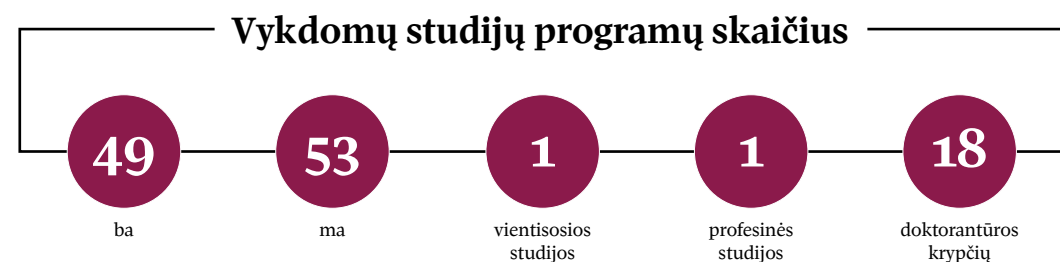 Vykdomų studijų programų skaičius
49
53
1
1
18
ba
ma
vientisosios
studijos
profesinės
studijos
doktorantūros
krypčių